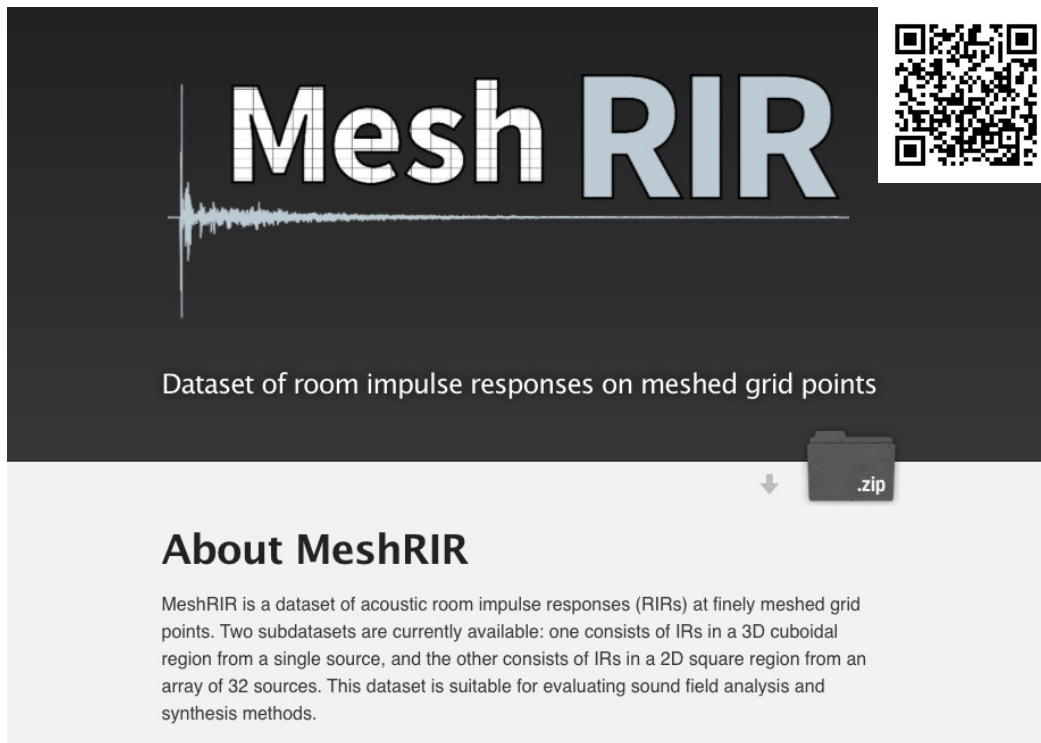 Mesh RIR
Dataset of room impulse responses on meshed grid points
.zip
About MeshRIR
MeshRIR is a dataset of acoustic room impulse responses (RIRs) at finely meshed grid
points. Two subdatasets are currently available: one consists of IRs in a 3D cuboidal
region from a single source, and the other consists of IRs in a 2D square region from an
array of 32 sources. This dataset is suitable for evaluating sound field analysis and
synthesis methods.